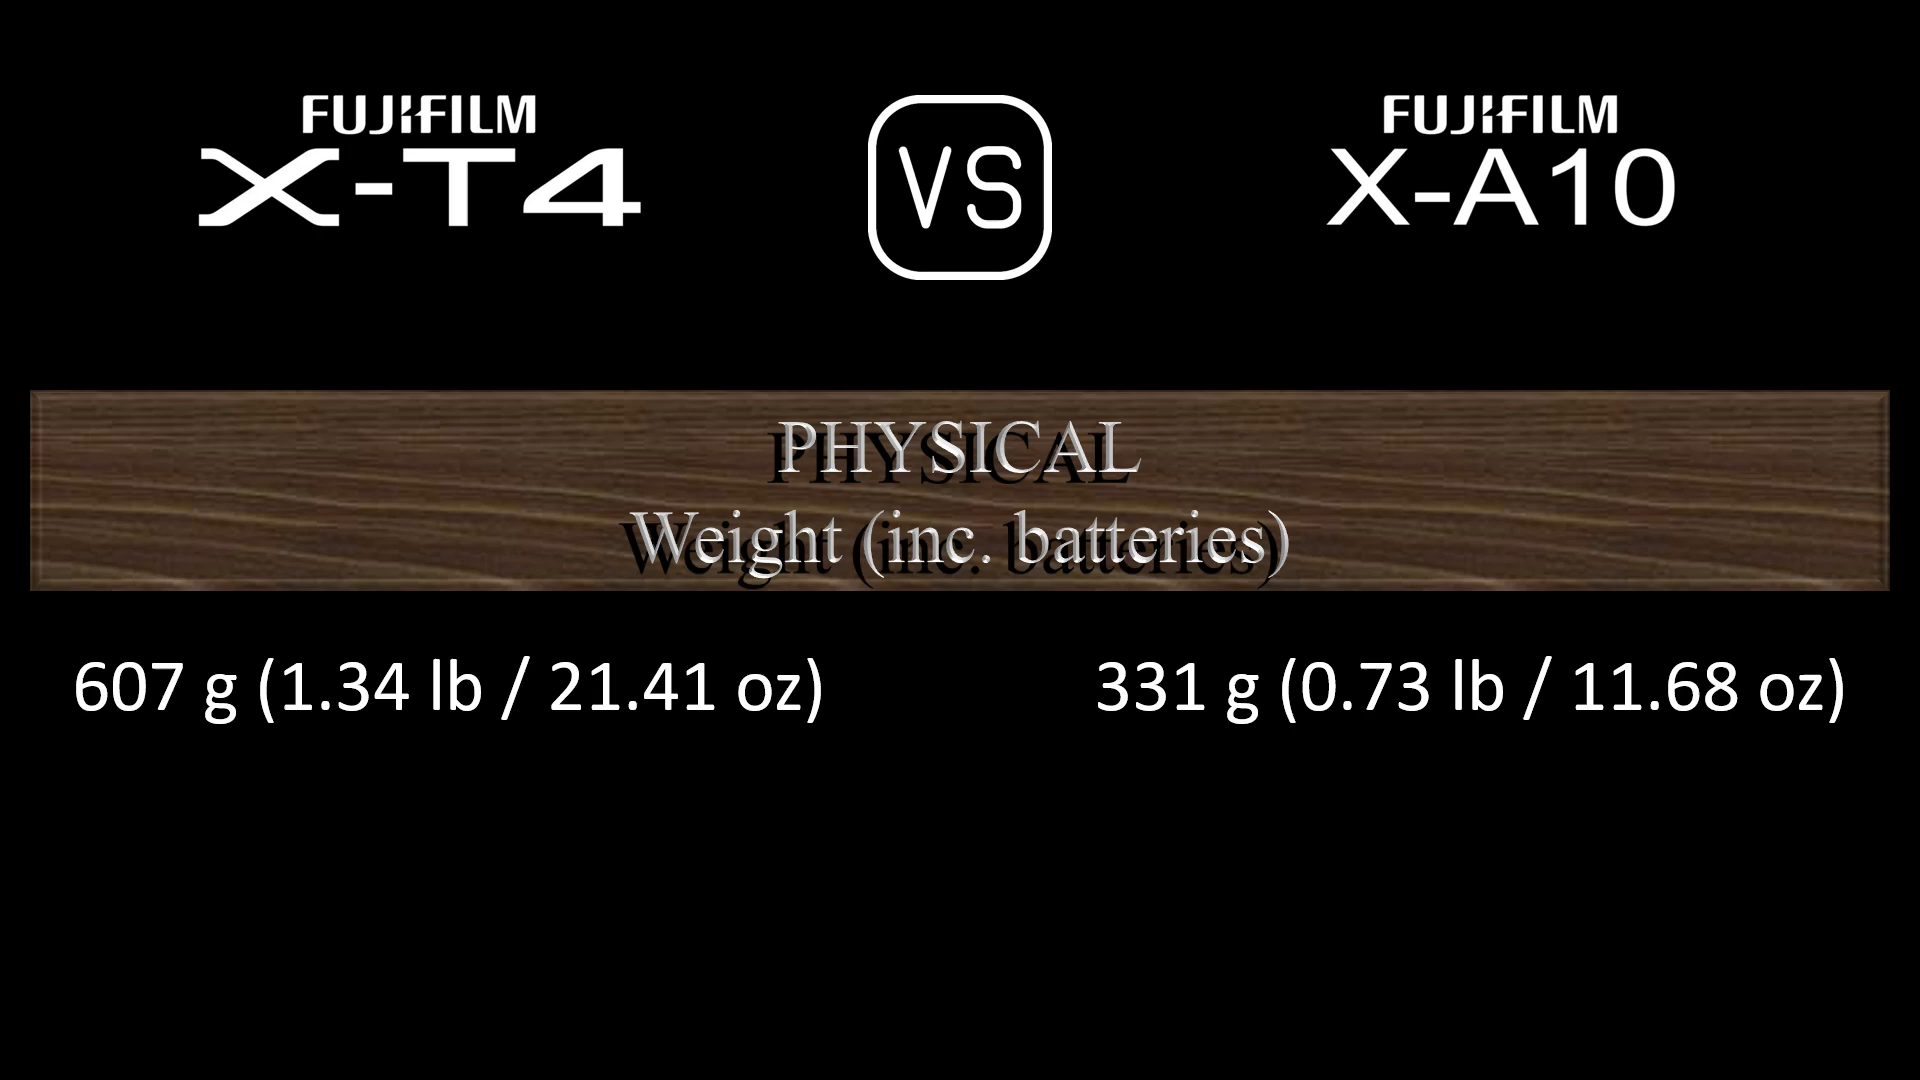 FUJIFILM
X-T4
VS
FUJIFILM
X-A10
PHYSICAL
Weight (inc. batteries)
607 g (1.34 lb / 21.41 oz)
331 g (0.73 lb / 11.68 oz)